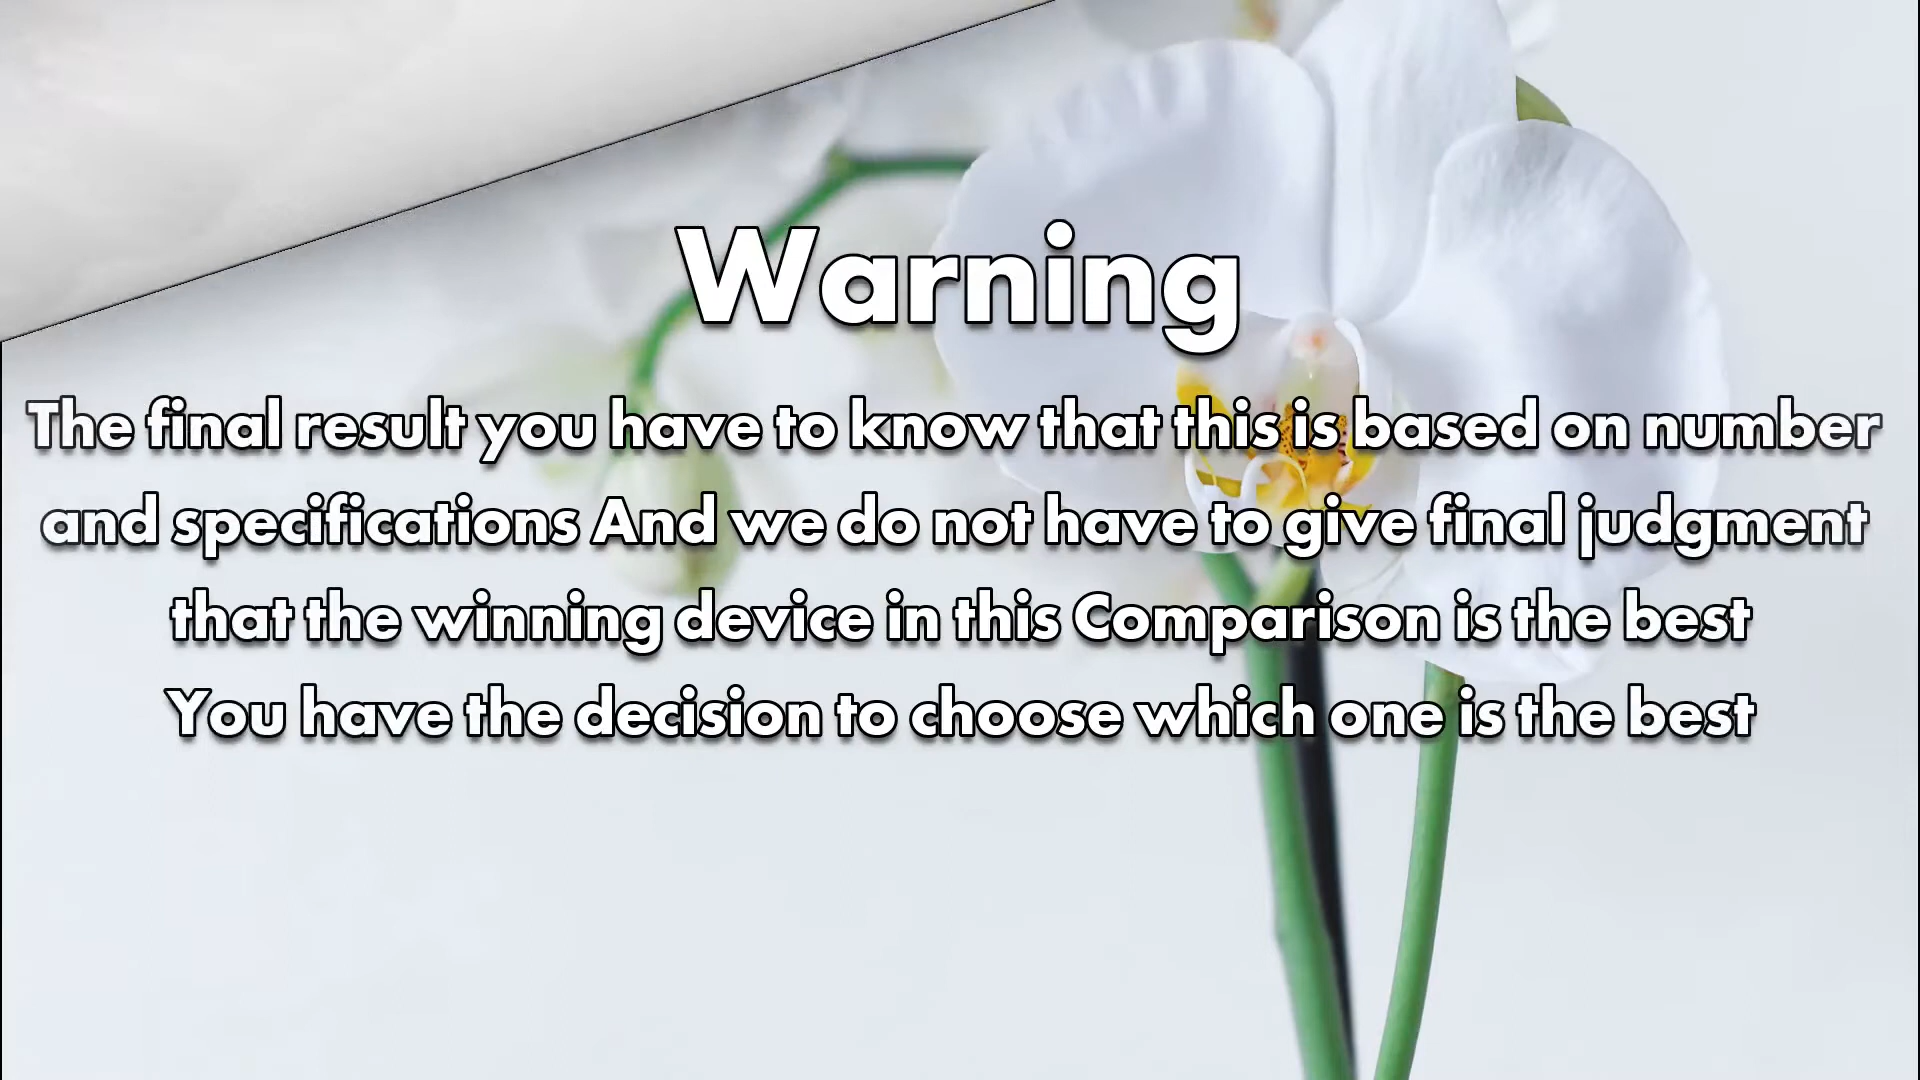 Warning
The final result you have to know that this is based on number
and specifications And we do not have to give final judgment
that the winning device in this Comparison is the best
You have the decision to choose which one is the best